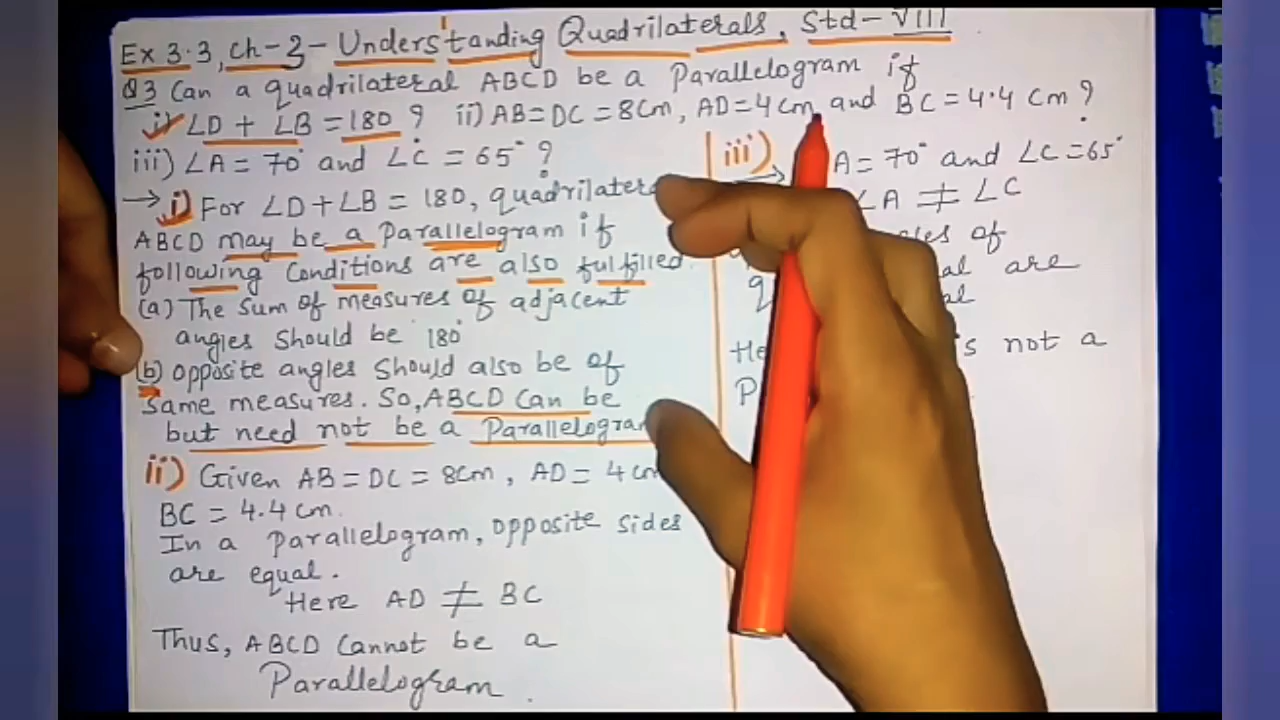 Ex 3.3, Ch-3- Understanding Quadrilaterals, Std- VIII
Q3 Can a quadrilateral ABCD be a Parallelogram if
i) ∠D + ∠B = 180 ? ii) AB = DC = 8cm, AD = 4cm and BC = 4.4 cm ?
iii) ∠A = 70° and ∠C = 65° ?
→ i) For ∠D + ∠B = 180, quadrilatera
ABCD may be a Parallelogram if
following Conditions are also fulfilled.
(a) The Sum of measures of adjacent
angles should be 180°
(b) Opposite angles should also be of
Same measures. So, ABCD Can be
but need not be a Parallelogram
ii) Given AB = DC = 8cm, AD = 4cm
BC = 4.4 cm.
In a parallelogram, opposite sides
are equal.
Here AD ≠ BC
Thus, ABCD Cannot be a
Parallelogram.
iii) A = 70° and ∠C = 65°
→ ∠A ≠ ∠C
of
are
He s not a
P